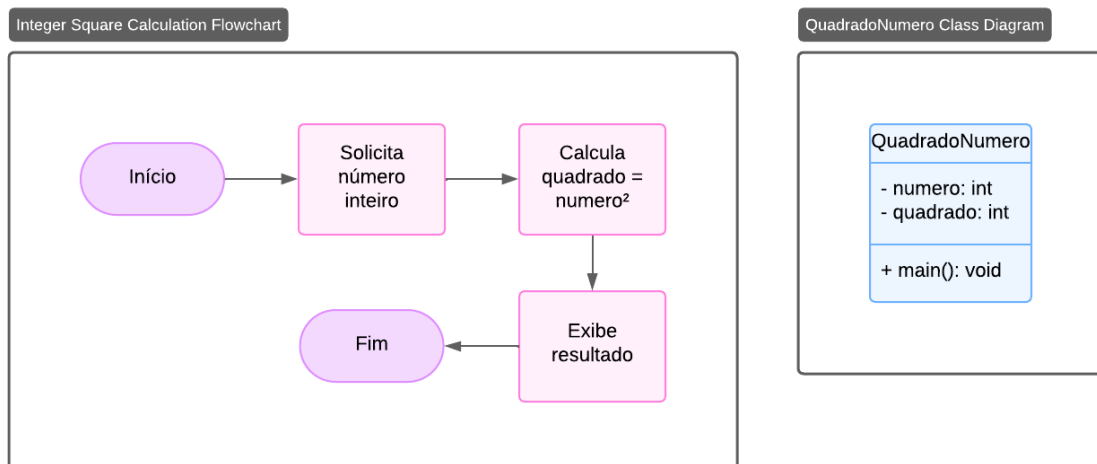 Integer Square Calculation Flowchart
Início
Solicita
número
inteiro
Calcula
quadrado =
numero²
Exibe
resultado
Fim
QuadradoNumero Class Diagram
QuadradoNumero
- numero: int
- quadrado: int
+ main(): void